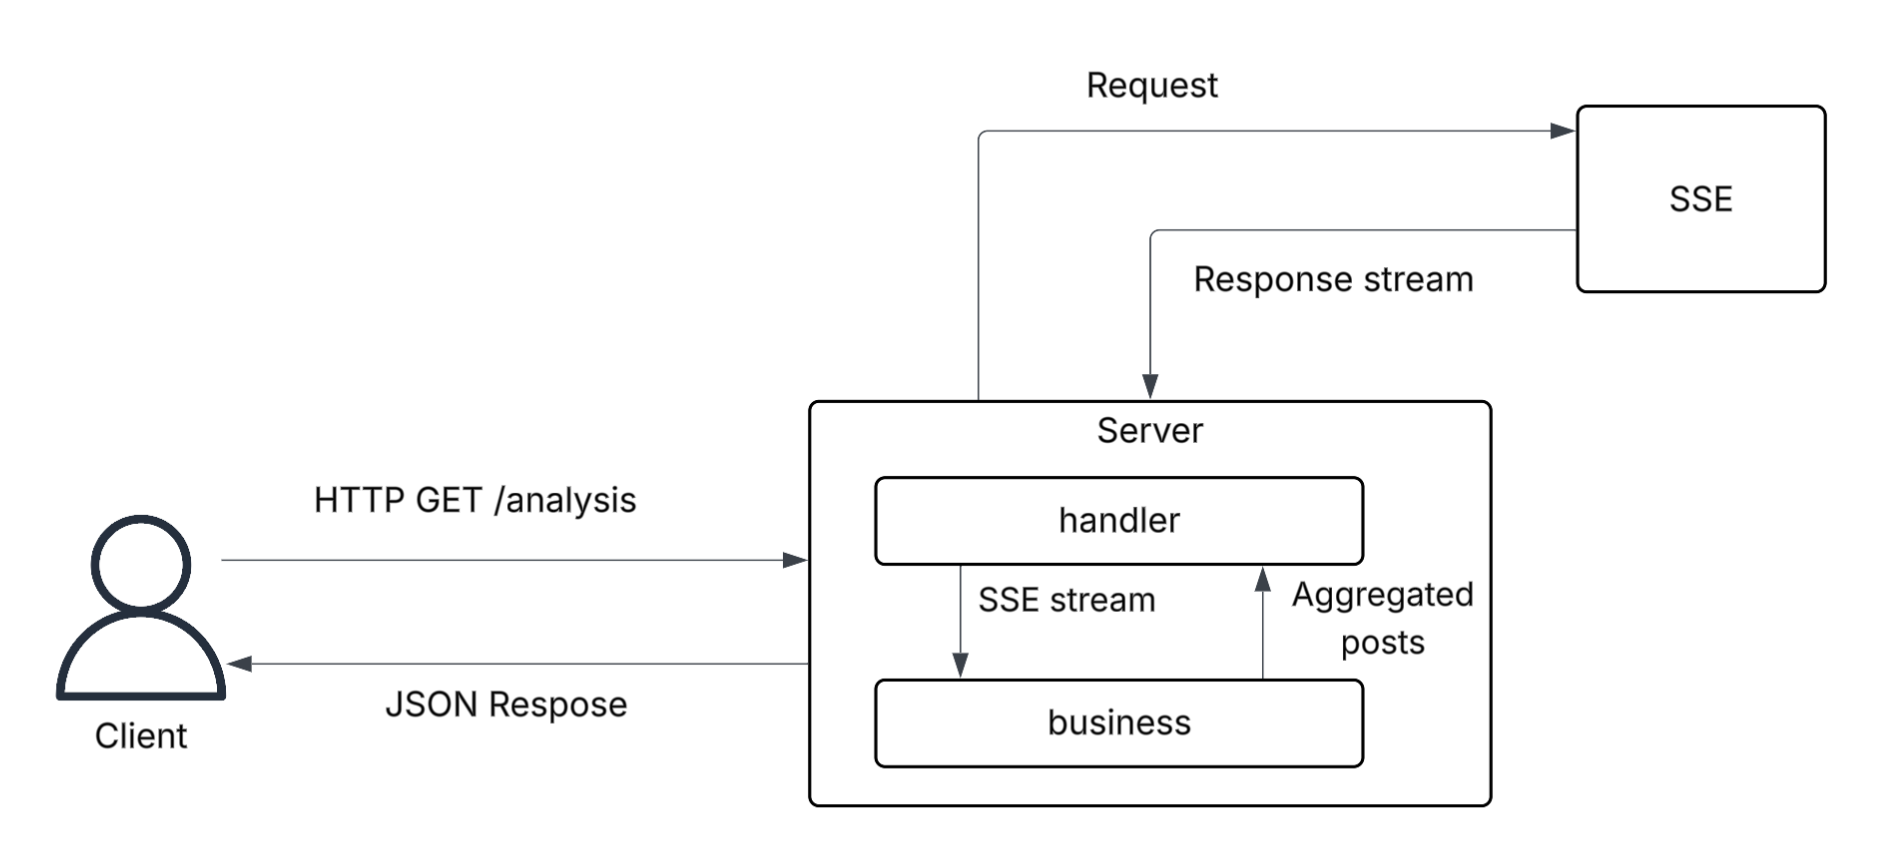 Request
SSE
Response stream
Server
HTTP GET /analysis
handler
SSE stream
Aggregated
posts
JSON Respose
business
Client